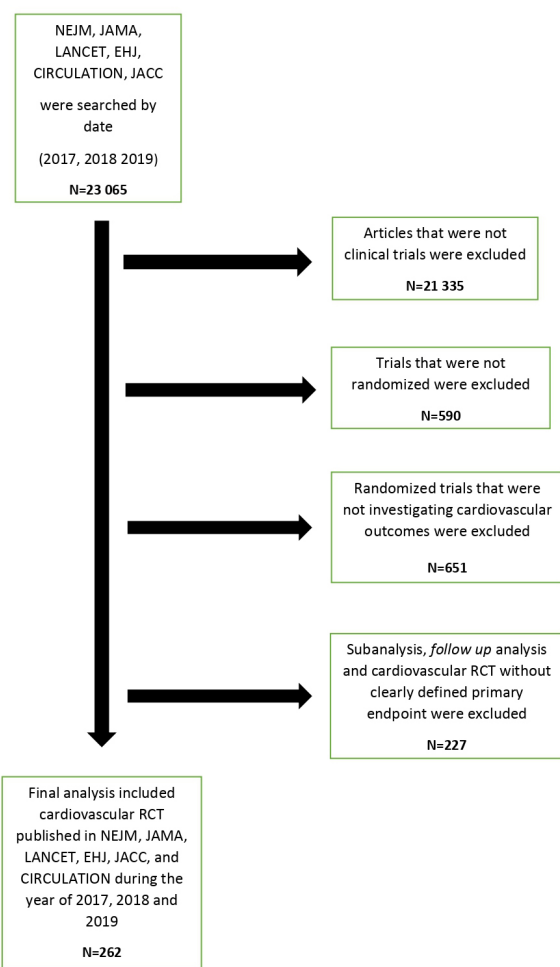 NEJM, JAMA,
LANCET, EHJ,
CIRCULATION, JACC
were searched by
date
(2017, 2018 2019)
N=23 065
Articles that were not
clinical trials were excluded
N=21 335
Trials that were not
randomized were excluded
N=590
Randomized trials that were
not investigating cardiovascular
outcomes were excluded
N=651
Subanalysis, follow up analysis
and cardiovascular RCT without
clearly defined primary
endpoint were excluded
N=227
Final analysis included
cardiovascular RCT
published in NEJM, JAMA,
LANCET, EHJ, JACC, and
CIRCULATION during the
year of 2017, 2018 and
2019
N=262